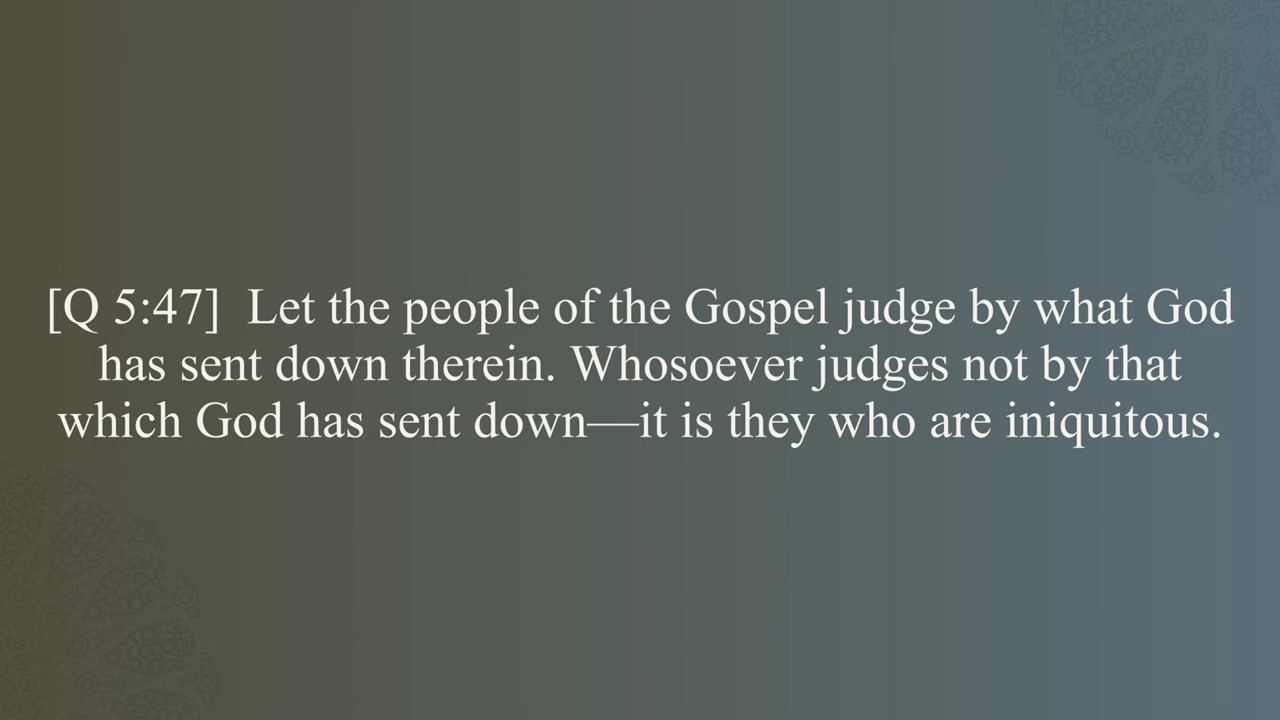 [Q 5:47]  Let the people of the Gospel judge by what God
has sent down therein. Whosoever judges not by that
which God has sent down—it is they who are iniquitous.